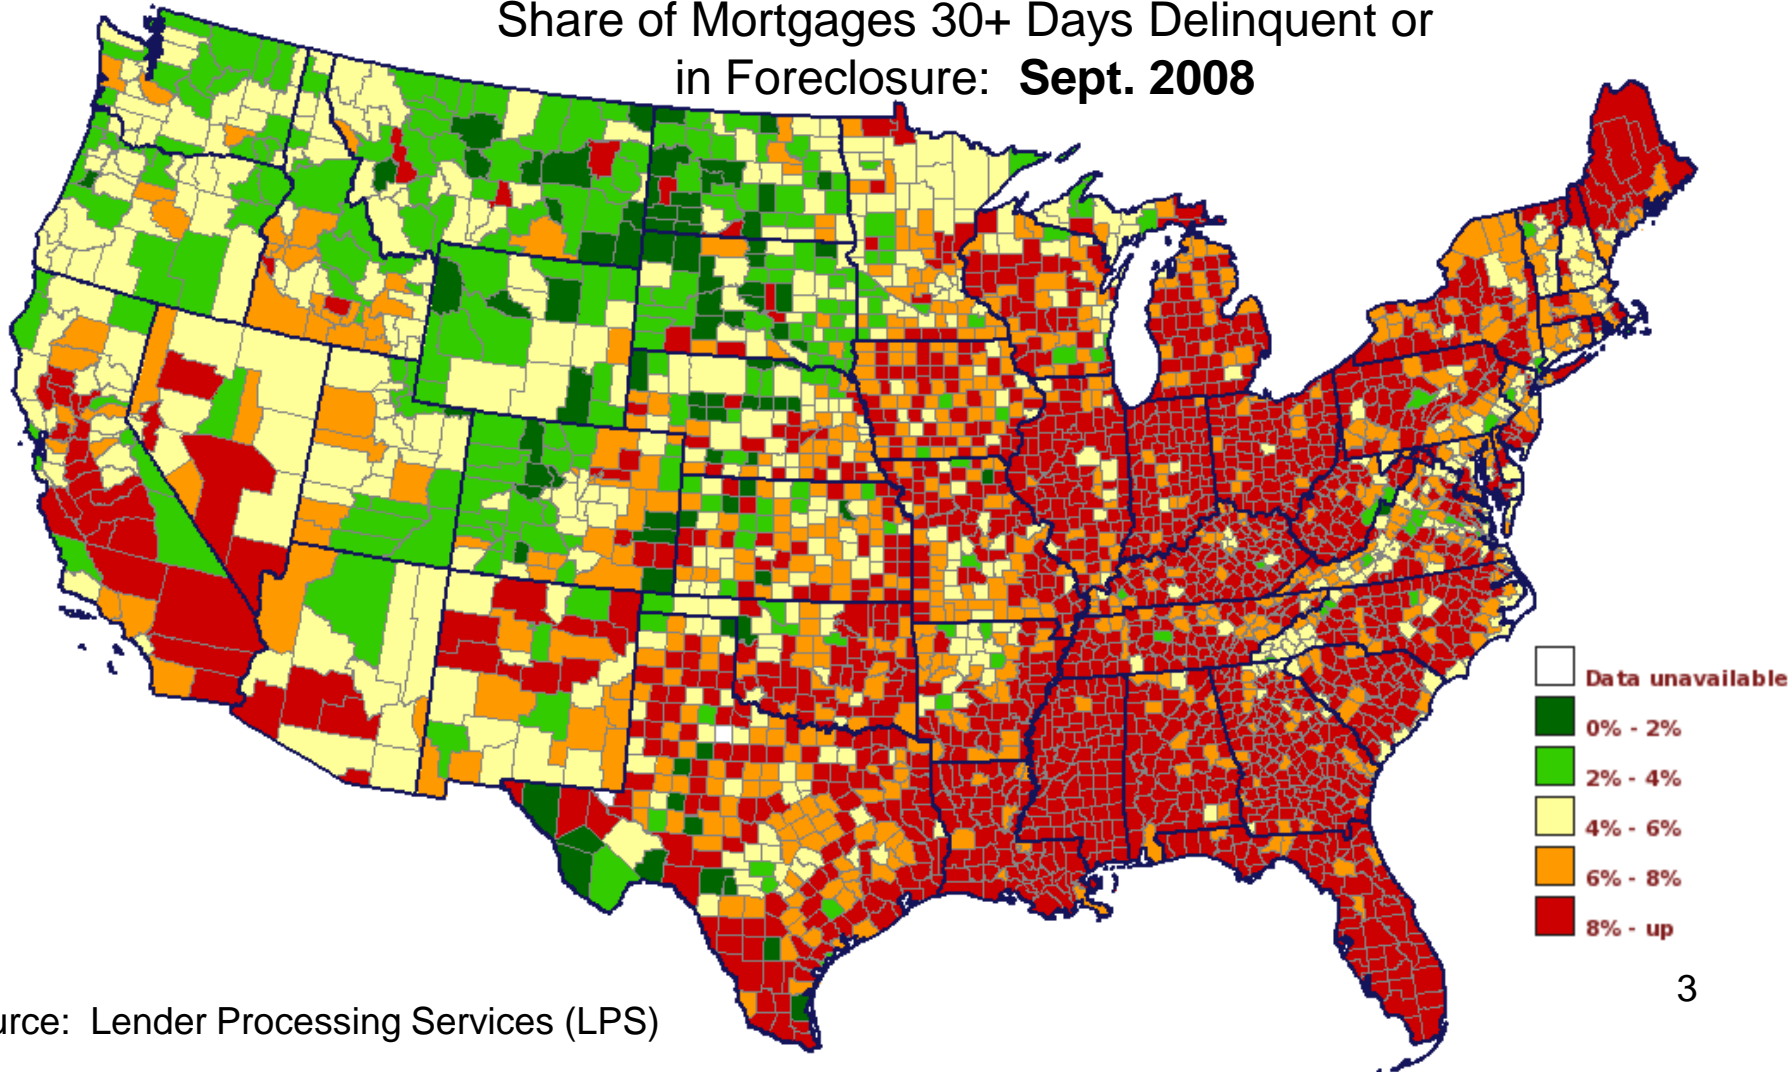 Share of Mortgages 30+ Days Delinquent or
in Foreclosure: Sept. 2008
Data unavailable
0% - 2%
2% - 4%
4% - 6%
6% - 8%
8% - up
3
urce: Lender Processing Services (LPS)